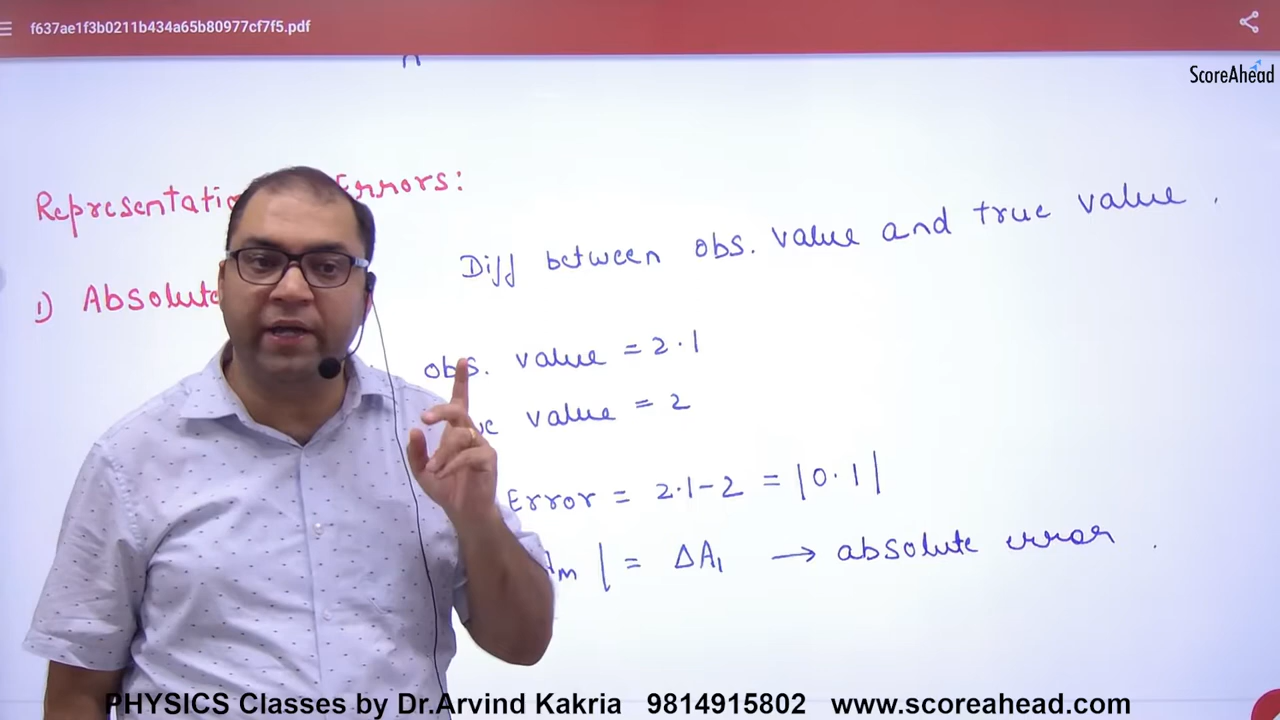 f637ae1f3b0211b434a65b80977cf7f5.pdf
ScoreAhead
n
Representatio Errors:
Diff between obs. value and true value.
1) Absolute
obs. value = 2.1
ue value = 2
Error = 2.1-2 = |0.1|
Am | = ΔA₁ → absolute error.
PHYSICS Classes by Dr.Arvind Kakria 9814915802 www.scoreahead.com